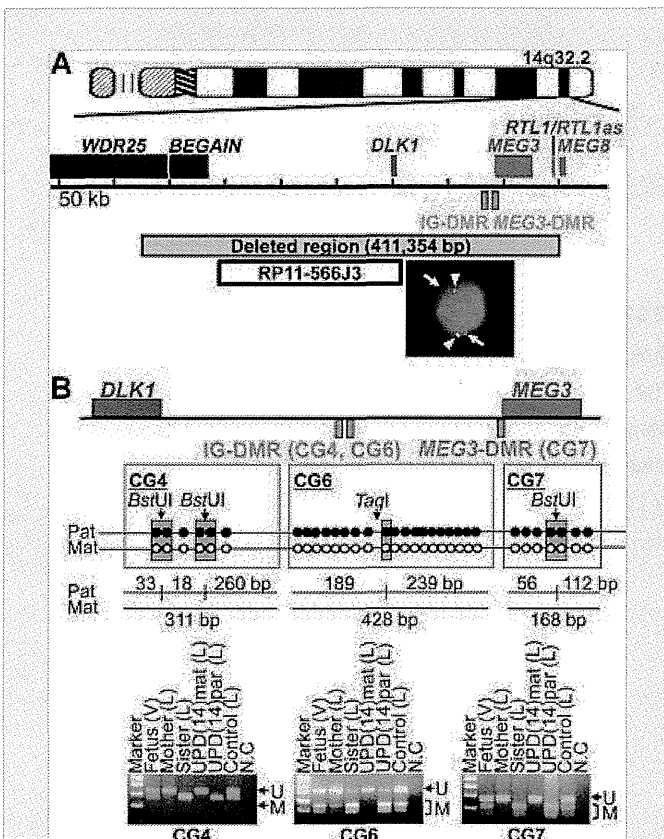 A
14q32.2
RTL1/RTL1as
WDR25 BEGAIN DLK1 MEG3 MEG8
50 kb
IG-DMR MEG3-DMR
Deleted region (411,354 bp)
RP11-566J3
B
DLK1 MEG3
IG-DMR (CG4, CG6) MEG3-DMR (CG7)
CG4 CG6 CG7
BstUI BstUI TaqI BstUI
Pat
Mat
33 18 260 bp 189 239 bp 56 112 bp
Pat
Mat
311 bp 428 bp 168 bp
Marker Fetus (V) Mother (L) Sister (L) UPD(14)mat (L) UPD(14)par (L) Control (L) N.C
Marker Fetus (V) Mother (L) Sister (L) UPD(14)mat (L) UPD(14)par (L) Control (L) N.C
Marker Fetus (V) Mother (L) Sister (L) UPD(14)mat (L) UPD(14)par (L) Control (L) N.C
U U U
M M M
CG4 CG6 CG7